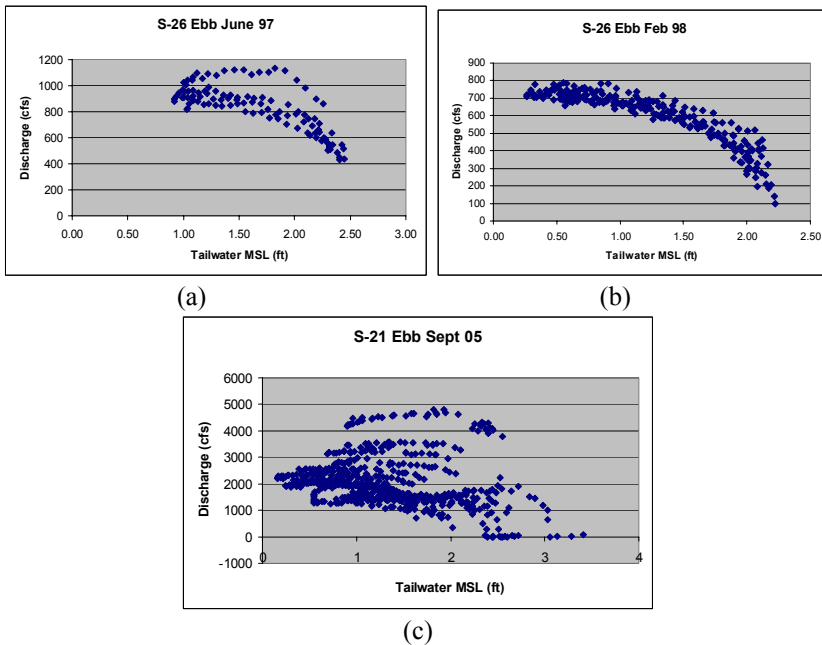 S-26 Ebb June 97
Discharge (cfs)
1200
1000
800
600
400
200
0
0.00 0.50 1.00 1.50 2.00 2.50 3.00
Tailwater MSL (ft)
(a)
S-26 Ebb Feb 98
Discharge (cfs)
900
800
700
600
500
400
300
200
100
0
0.00 0.50 1.00 1.50 2.00 2.50
Tailwater MSL (ft)
(b)
S-21 Ebb Sept 05
Discharge (cfs)
6000
5000
4000
3000
2000
1000
0
-1000
0 1 2 3 4
Tailwater MSL (ft)
(c)